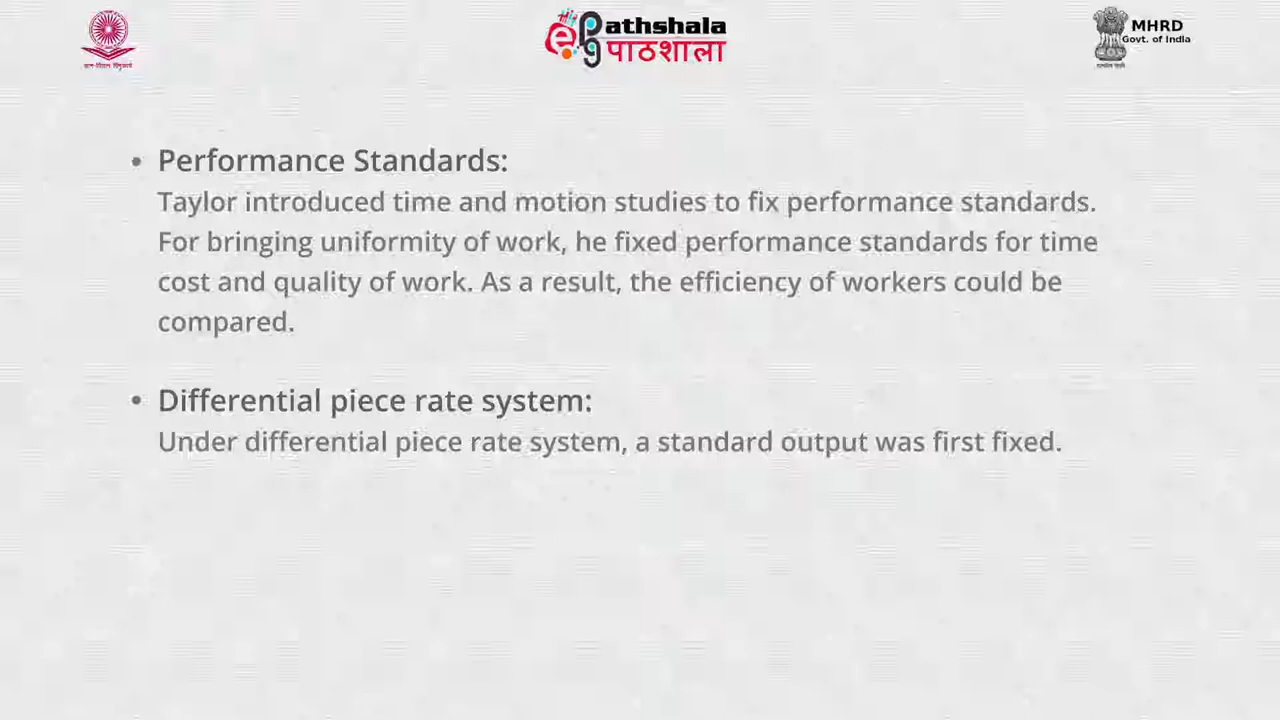 e pg Pathshala
पाठशाला
MHRD
Govt. of India
• Performance Standards:
Taylor introduced time and motion studies to fix performance standards.
For bringing uniformity of work, he fixed performance standards for time
cost and quality of work. As a result, the efficiency of workers could be
compared.
• Differential piece rate system:
Under differential piece rate system, a standard output was first fixed.